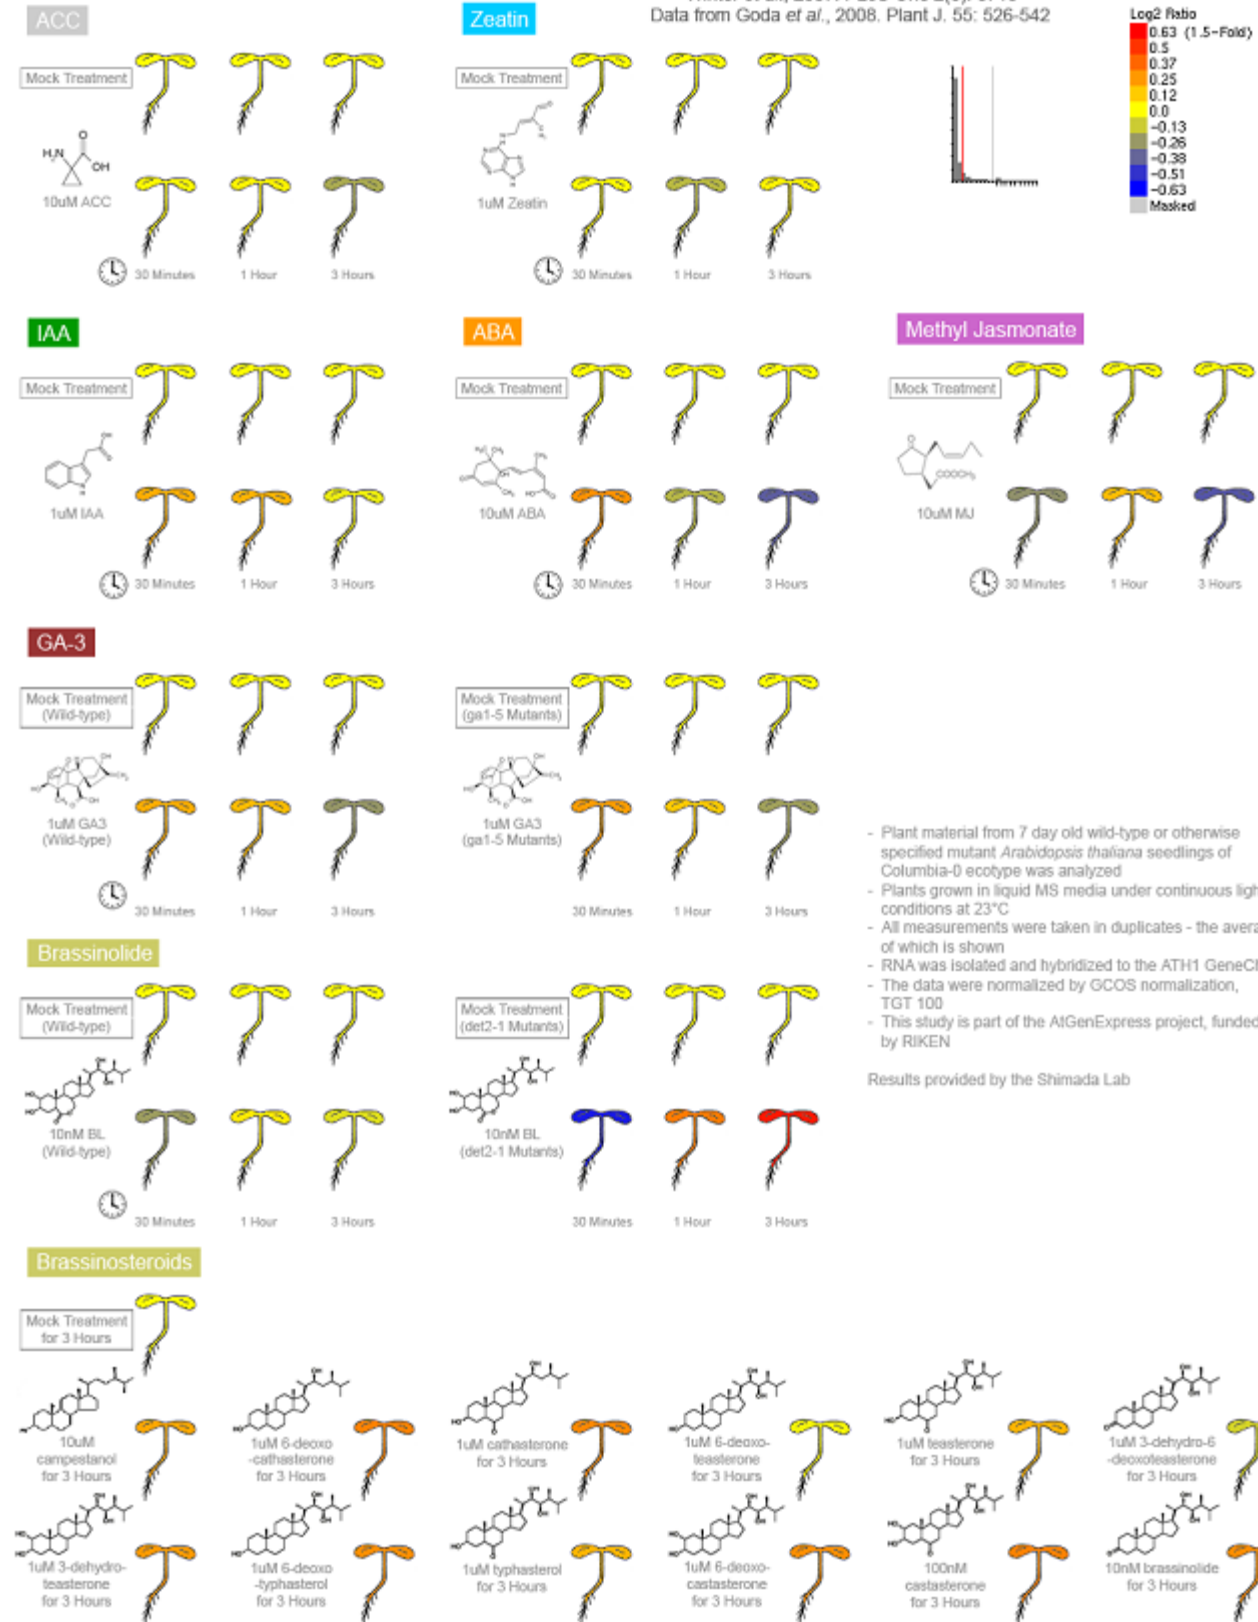 ACC
Zeatin
Data from Goda et al., 2008. Plant J. 55: 526-542
Log2 Ratio
0.63 (1.5-Fold)
0.5
0.37
0.25
0.12
0.0
-0.13
-0.26
-0.38
-0.51
-0.63
Masked
Mock Treatment
10uM ACC
30 Minutes
1 Hour
3 Hours
Mock Treatment
1uM Zeatin
30 Minutes
1 Hour
3 Hours
IAA
Mock Treatment
1uM IAA
30 Minutes
1 Hour
3 Hours
ABA
Mock Treatment
10uM ABA
30 Minutes
1 Hour
3 Hours
Methyl Jasmonate
Mock Treatment
10uM MJ
30 Minutes
1 Hour
3 Hours
GA-3
Mock Treatment
(Wild-type)
1uM GA3
(Wild-type)
30 Minutes
1 Hour
3 Hours
Mock Treatment
(ga1-5 Mutants)
1uM GA3
(ga1-5 Mutants)
30 Minutes
1 Hour
3 Hours
- Plant material from 7 day old wild-type or otherwise
specified mutant Arabidopsis thaliana seedlings of
Columbia-0 ecotype was analyzed
- Plants grown in liquid MS media under continuous ligh
conditions at 23°C
- All measurements were taken in duplicates - the avera
of which is shown
- RNA was isolated and hybridized to the ATH1 GeneC
- The data were normalized by GCOS normalization,
TGT 100
- This study is part of the AtGenExpress project, funded
by RIKEN
Results provided by the Shimada Lab
Brassinolide
Mock Treatment
(Wild-type)
10nM BL
(Wild-type)
30 Minutes
1 Hour
3 Hours
Mock Treatment
(det2-1 Mutants)
10nM BL
(det2-1 Mutants)
30 Minutes
1 Hour
3 Hours
Brassinosteroids
Mock Treatment
for 3 Hours
10uM
campestanol
for 3 Hours
1uM 6-deoxo
-cathasterone
for 3 Hours
1uM cathasterone
for 3 Hours
1uM 6-deoxo-
teasterone
for 3 Hours
1uM teasterone
for 3 Hours
1uM 3-dehydro-6
-deoxoteasterone
for 3 Hours
1uM 3-dehydro-
teasterone
for 3 Hours
1uM 6-deoxo
-typhasterol
for 3 Hours
1uM typhasterol
for 3 Hours
1uM 6-deoxo-
castasterone
for 3 Hours
100nM
castasterone
for 3 Hours
10nM brassinolide
for 3 Hours